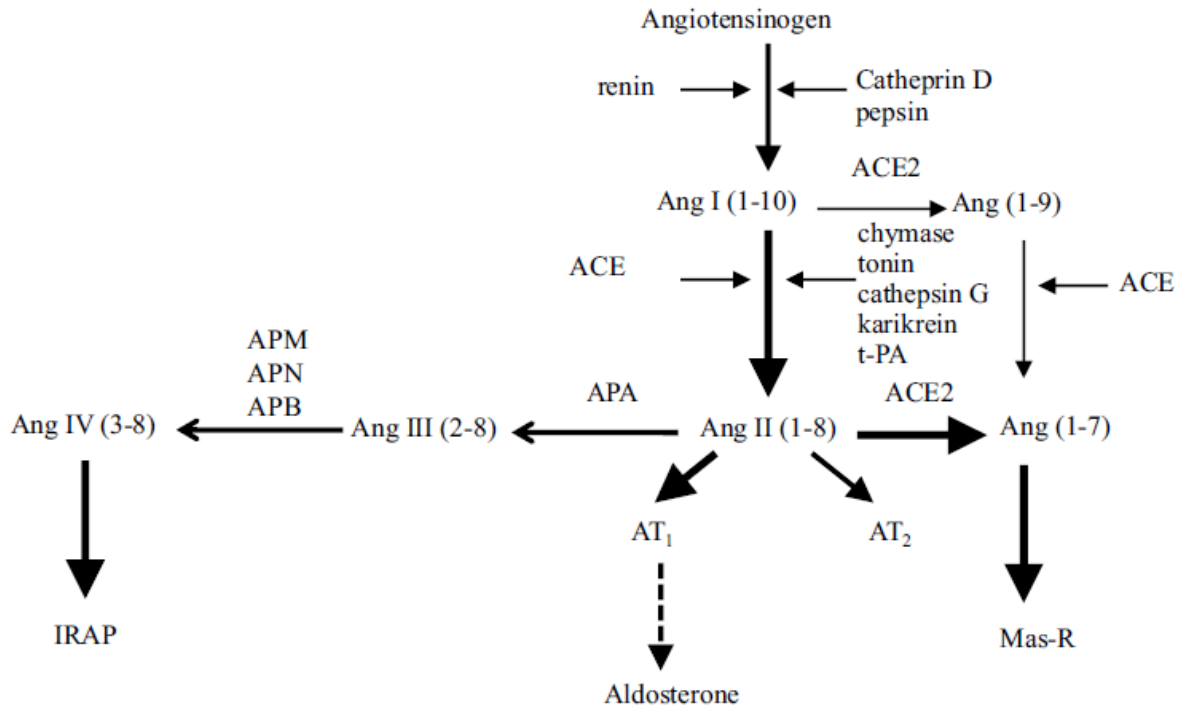 Angiotensinogen
renin
Catheprin D
pepsin
ACE2
Ang I (1-10)
Ang (1-9)
chymase
tonin
cathepsin G
karikrein
t-PA
ACE
ACE
APM
APN
APB
APA
ACE2
Ang IV (3-8)
Ang III (2-8)
Ang II (1-8)
Ang (1-7)
AT₁
AT₂
IRAP
Mas-R
Aldosterone